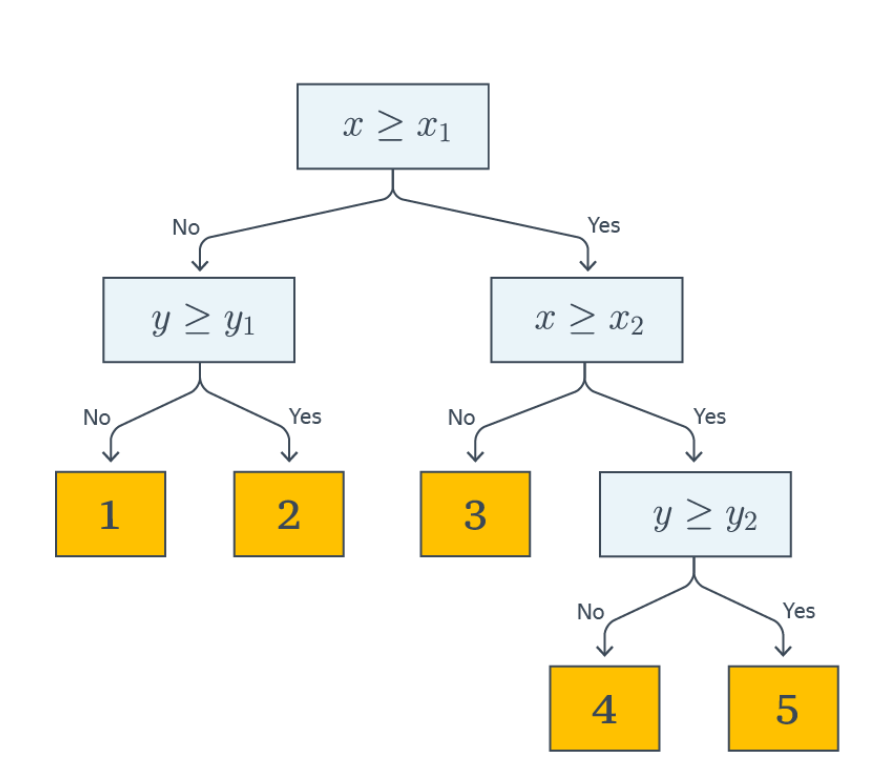 x ≥ x₁
No
Yes
y ≥ y₁
x ≥ x₂
No
Yes
No
Yes
1
2
3
y ≥ y₂
No
Yes
4
5